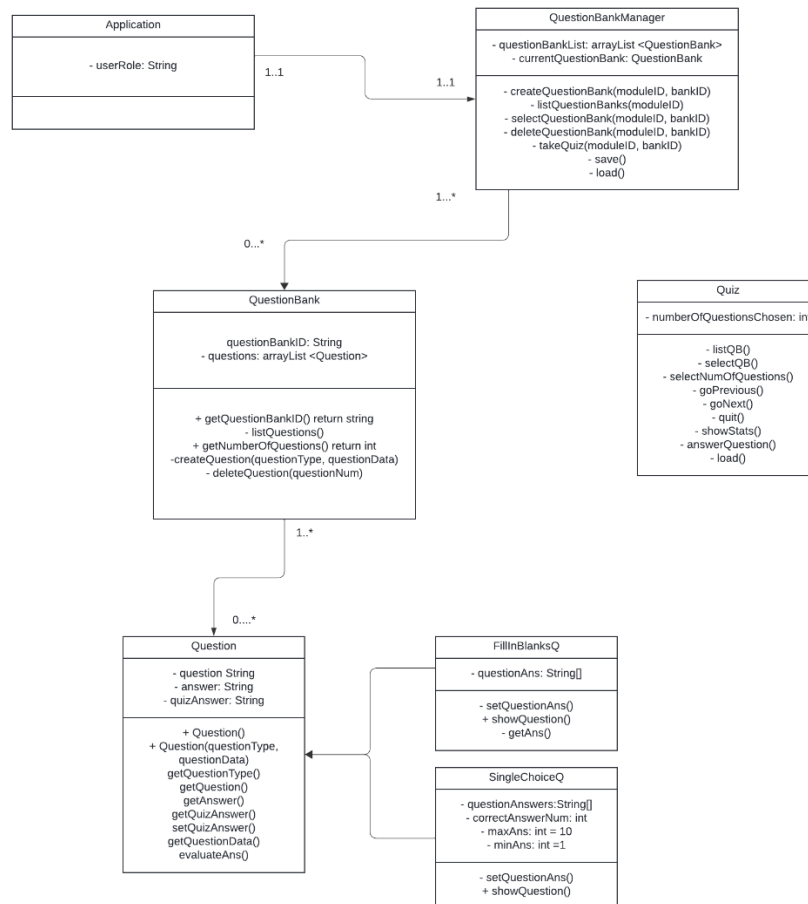 Application
- userRole: String
1..1
1..1
QuestionBankManager
- questionBankList: arrayList <QuestionBank>
- currentQuestionBank: QuestionBank
- createQuestionBank(moduleID, bankID)
- listQuestionBanks(moduleID)
- selectQuestionBank(moduleID, bankID)
- deleteQuestionBank(moduleID, bankID)
- takeQuiz(moduleID, bankID)
- save()
- load()
1...*
0...*
QuestionBank
questionBankID: String
- questions: arrayList <Question>
+ getQuestionBankID() return string
- listQuestions()
+ getNumberOfQuestions() return int
-createQuestion(questionType, questionData)
- deleteQuestion(questionNum)
Quiz
- numberOfQuestionsChosen: int
- listQB()
- selectQB()
- selectNumOfQuestions()
- goPrevious()
- goNext()
- quit()
- showStats()
- answerQuestion()
- load()
1..*
0....*
Question
- question String
- answer: String
- quizAnswer: String
+ Question()
+ Question(questionType,
questionData)
getQuestionType()
getQuestion()
getAnswer()
getQuizAnswer()
setQuizAnswer()
getQuestionData()
evaluateAns()
FillInBlanksQ
- questionAns: String[]
- setQuestionAns()
+ showQuestion()
- getAns()
SingleChoiceQ
- questionAnswers:String[]
- correctAnswerNum: int
- maxAns: int = 10
- minAns: int =1
- setQuestionAns()
+ showQuestion()